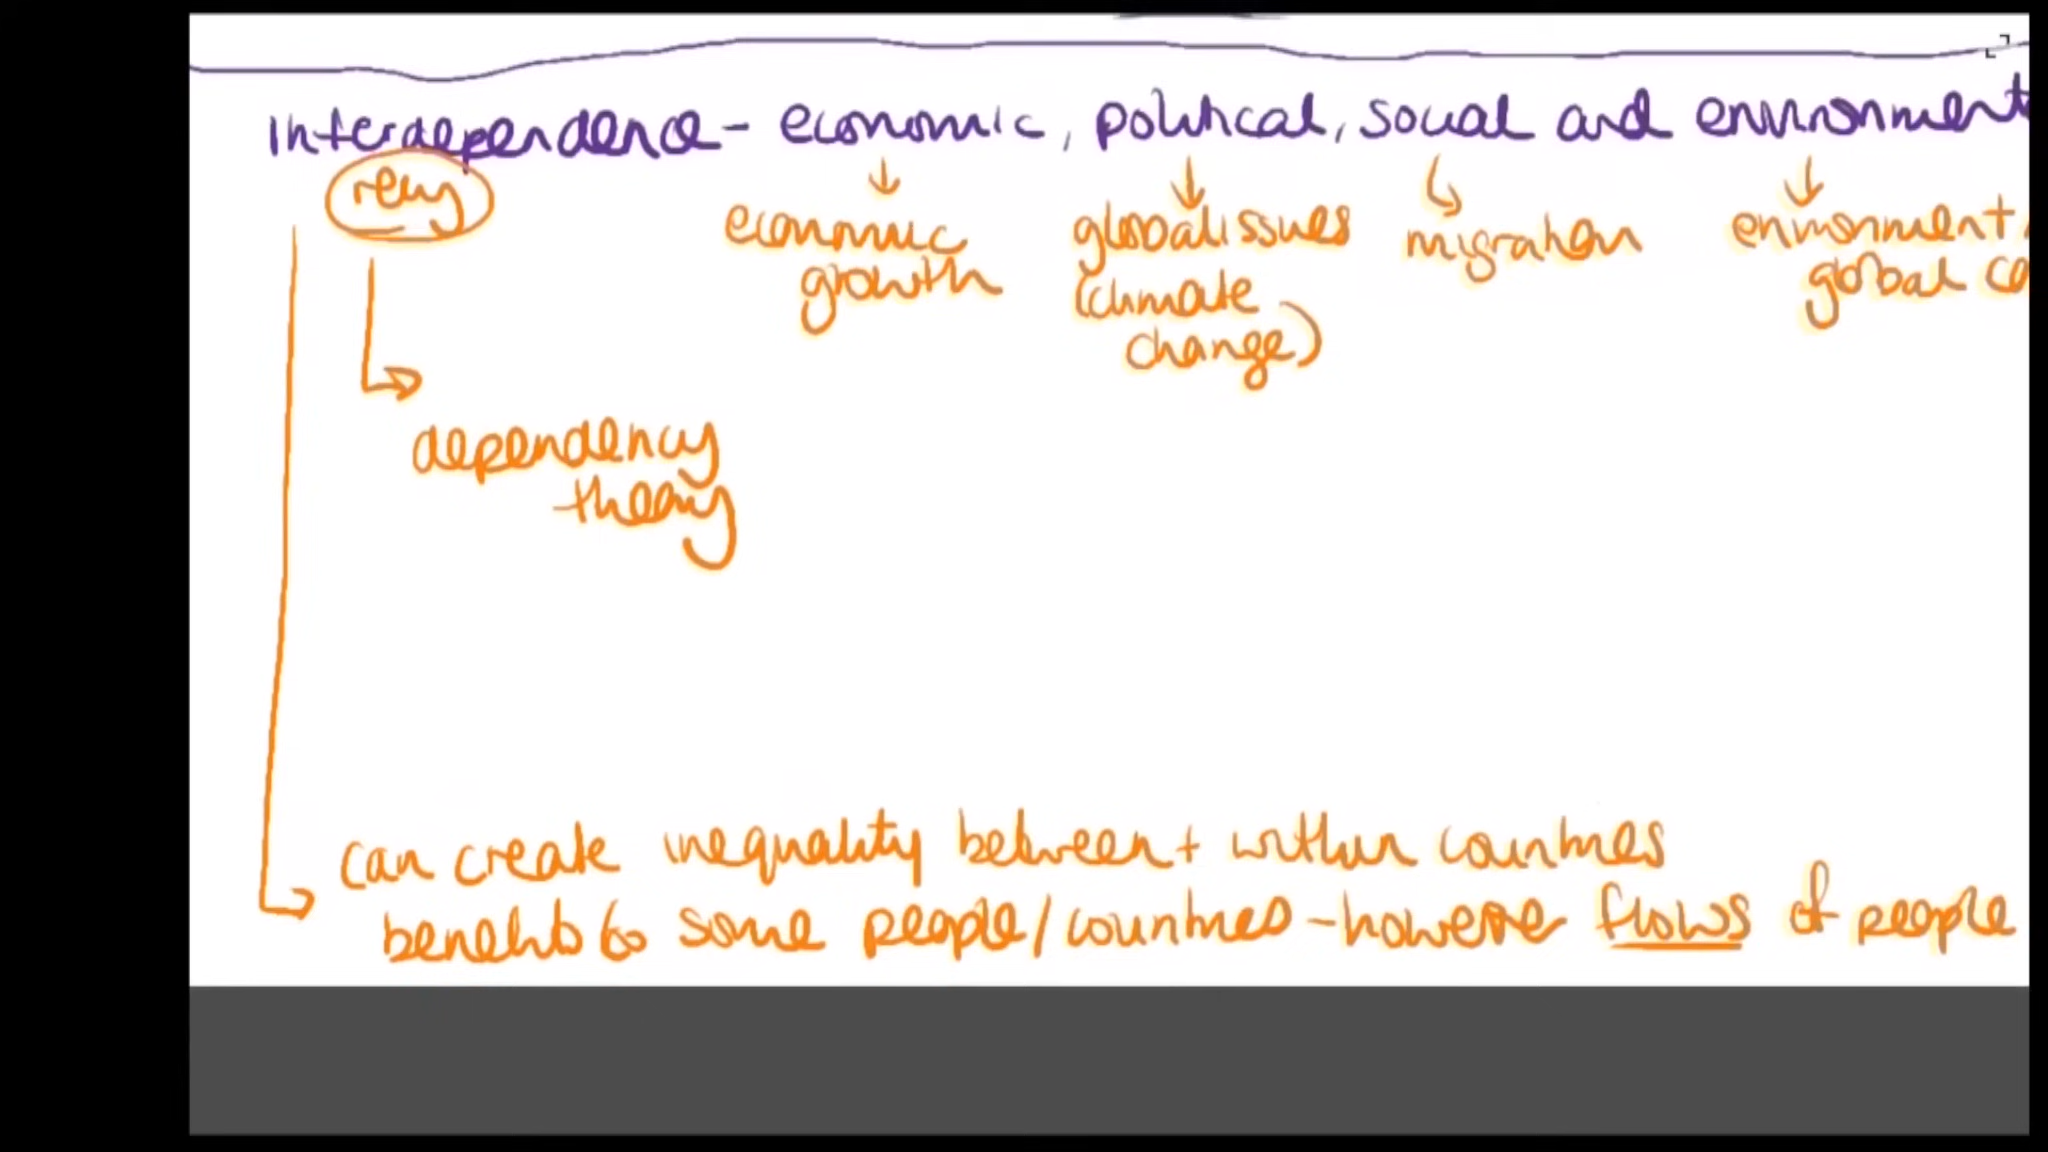 Interdependence - economic, political, social and environment
rely
economic
growth
global issues
(climate
change)
migration
environment
global
dependency
theory
can create inequality between + within countries
benefits to some people / countries - however flows of people